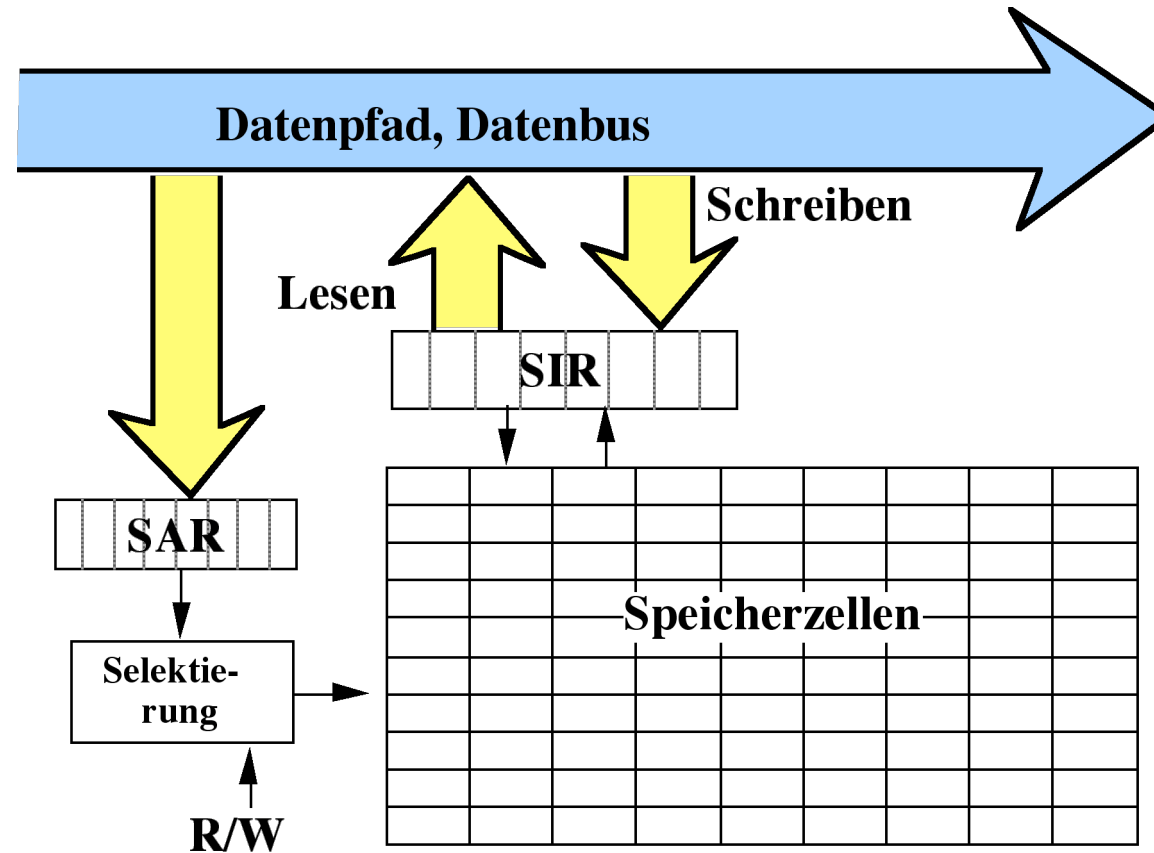 Datenpfad, Datenbus
Schreiben
Lesen
SIR
SAR
Speicherzellen
Selektie-
rung
R/W